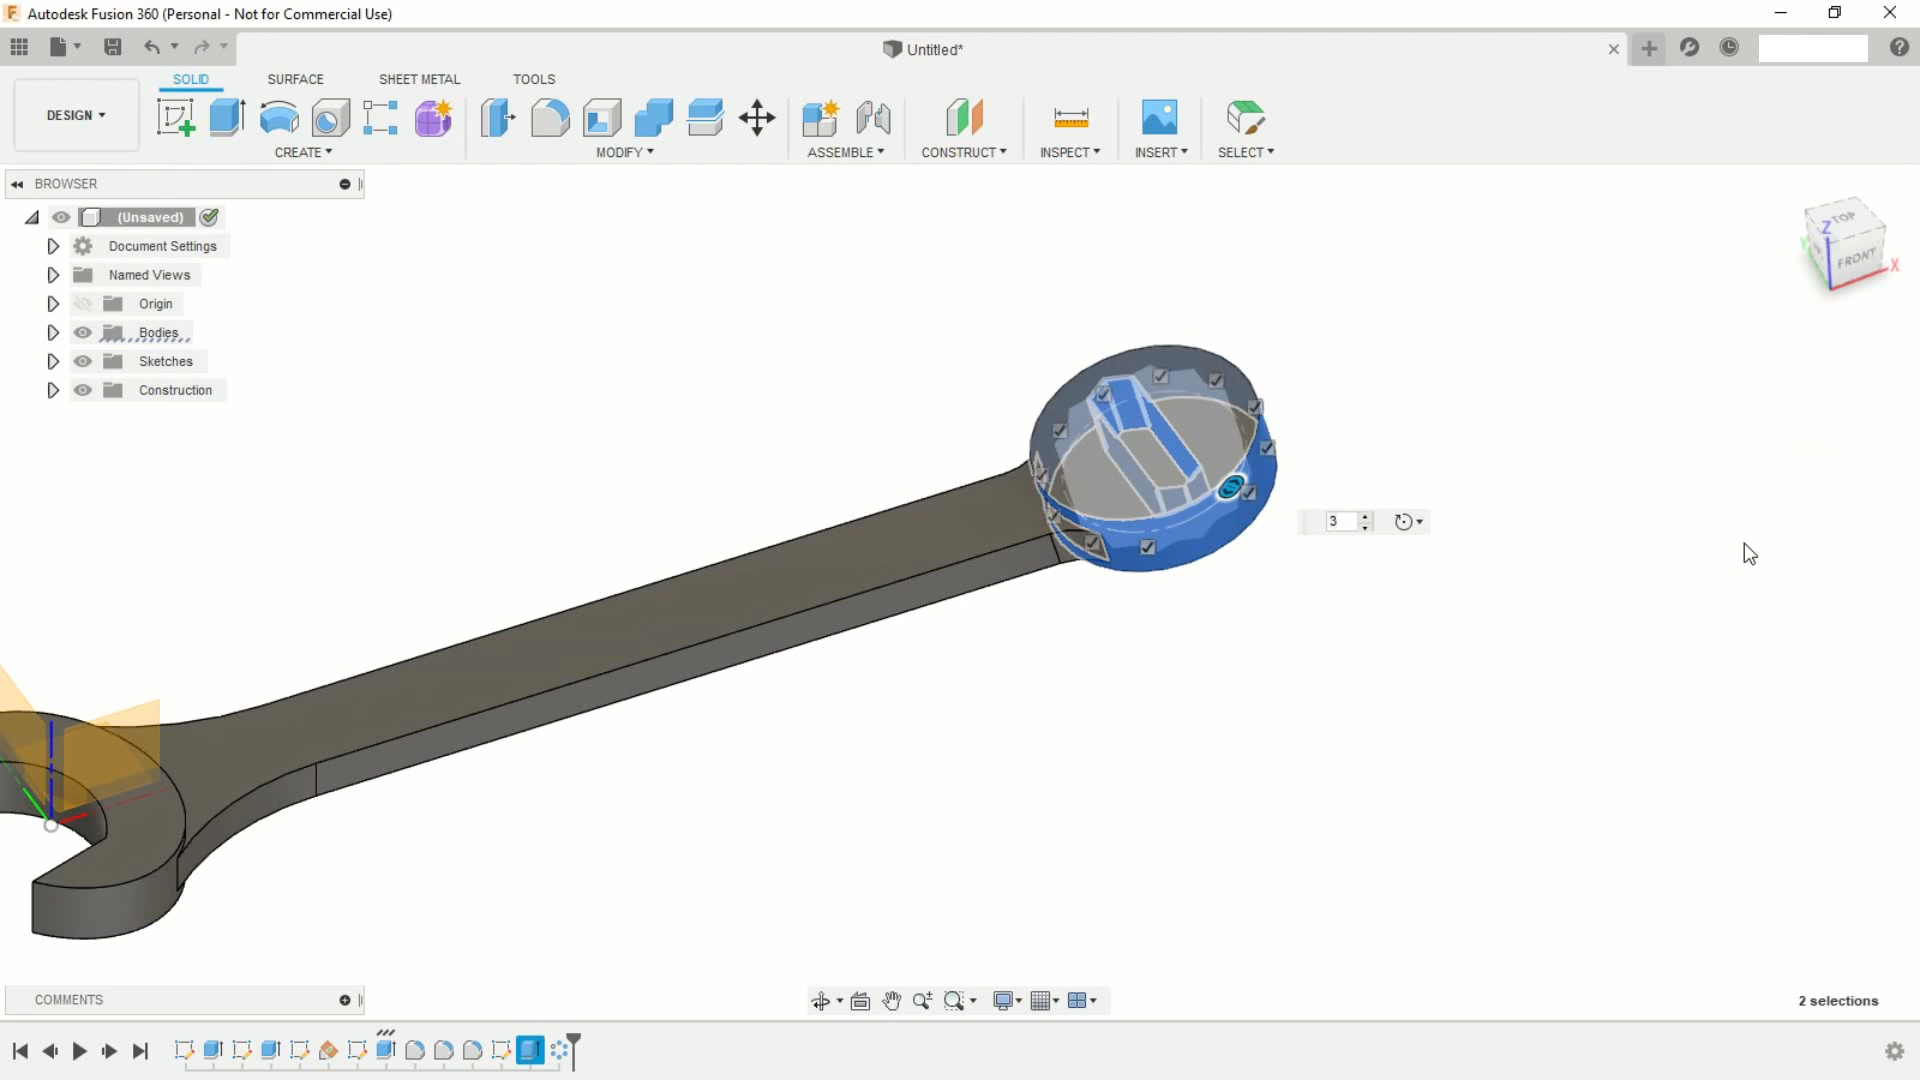 Autodesk Fusion 360 (Personal - Not for Commercial Use)
Untitled*
SOLID SURFACE SHEET METAL TOOLS
DESIGN
CREATE MODIFY ASSEMBLE CONSTRUCT INSPECT INSERT SELECT
BROWSER
(Unsaved)
Document Settings
Named Views
Origin
Bodies
Sketches
Construction
TOP
Z
Y
FRONT
X
3
COMMENTS
2 selections